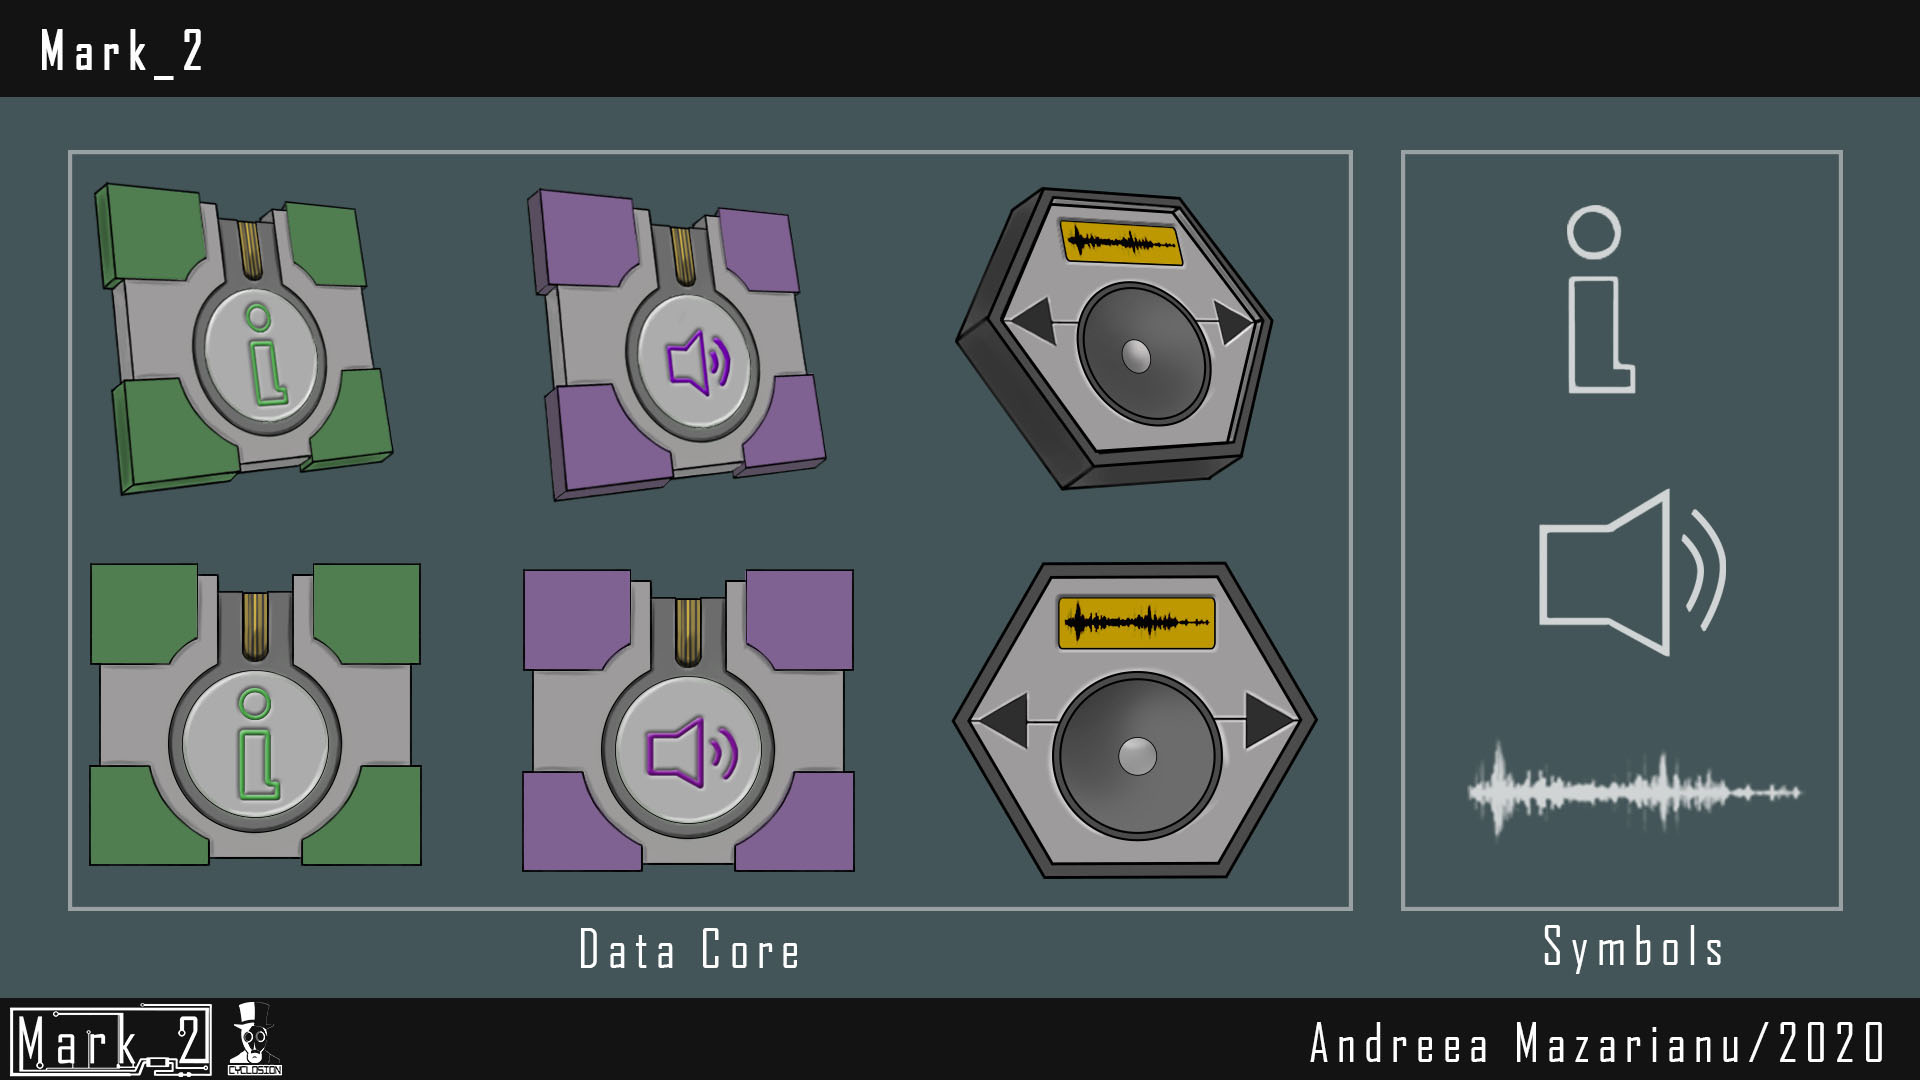 Mark_2
Data Core
Symbols
Mark_2
CYCLOSION
Andreea Mazarianu/2020